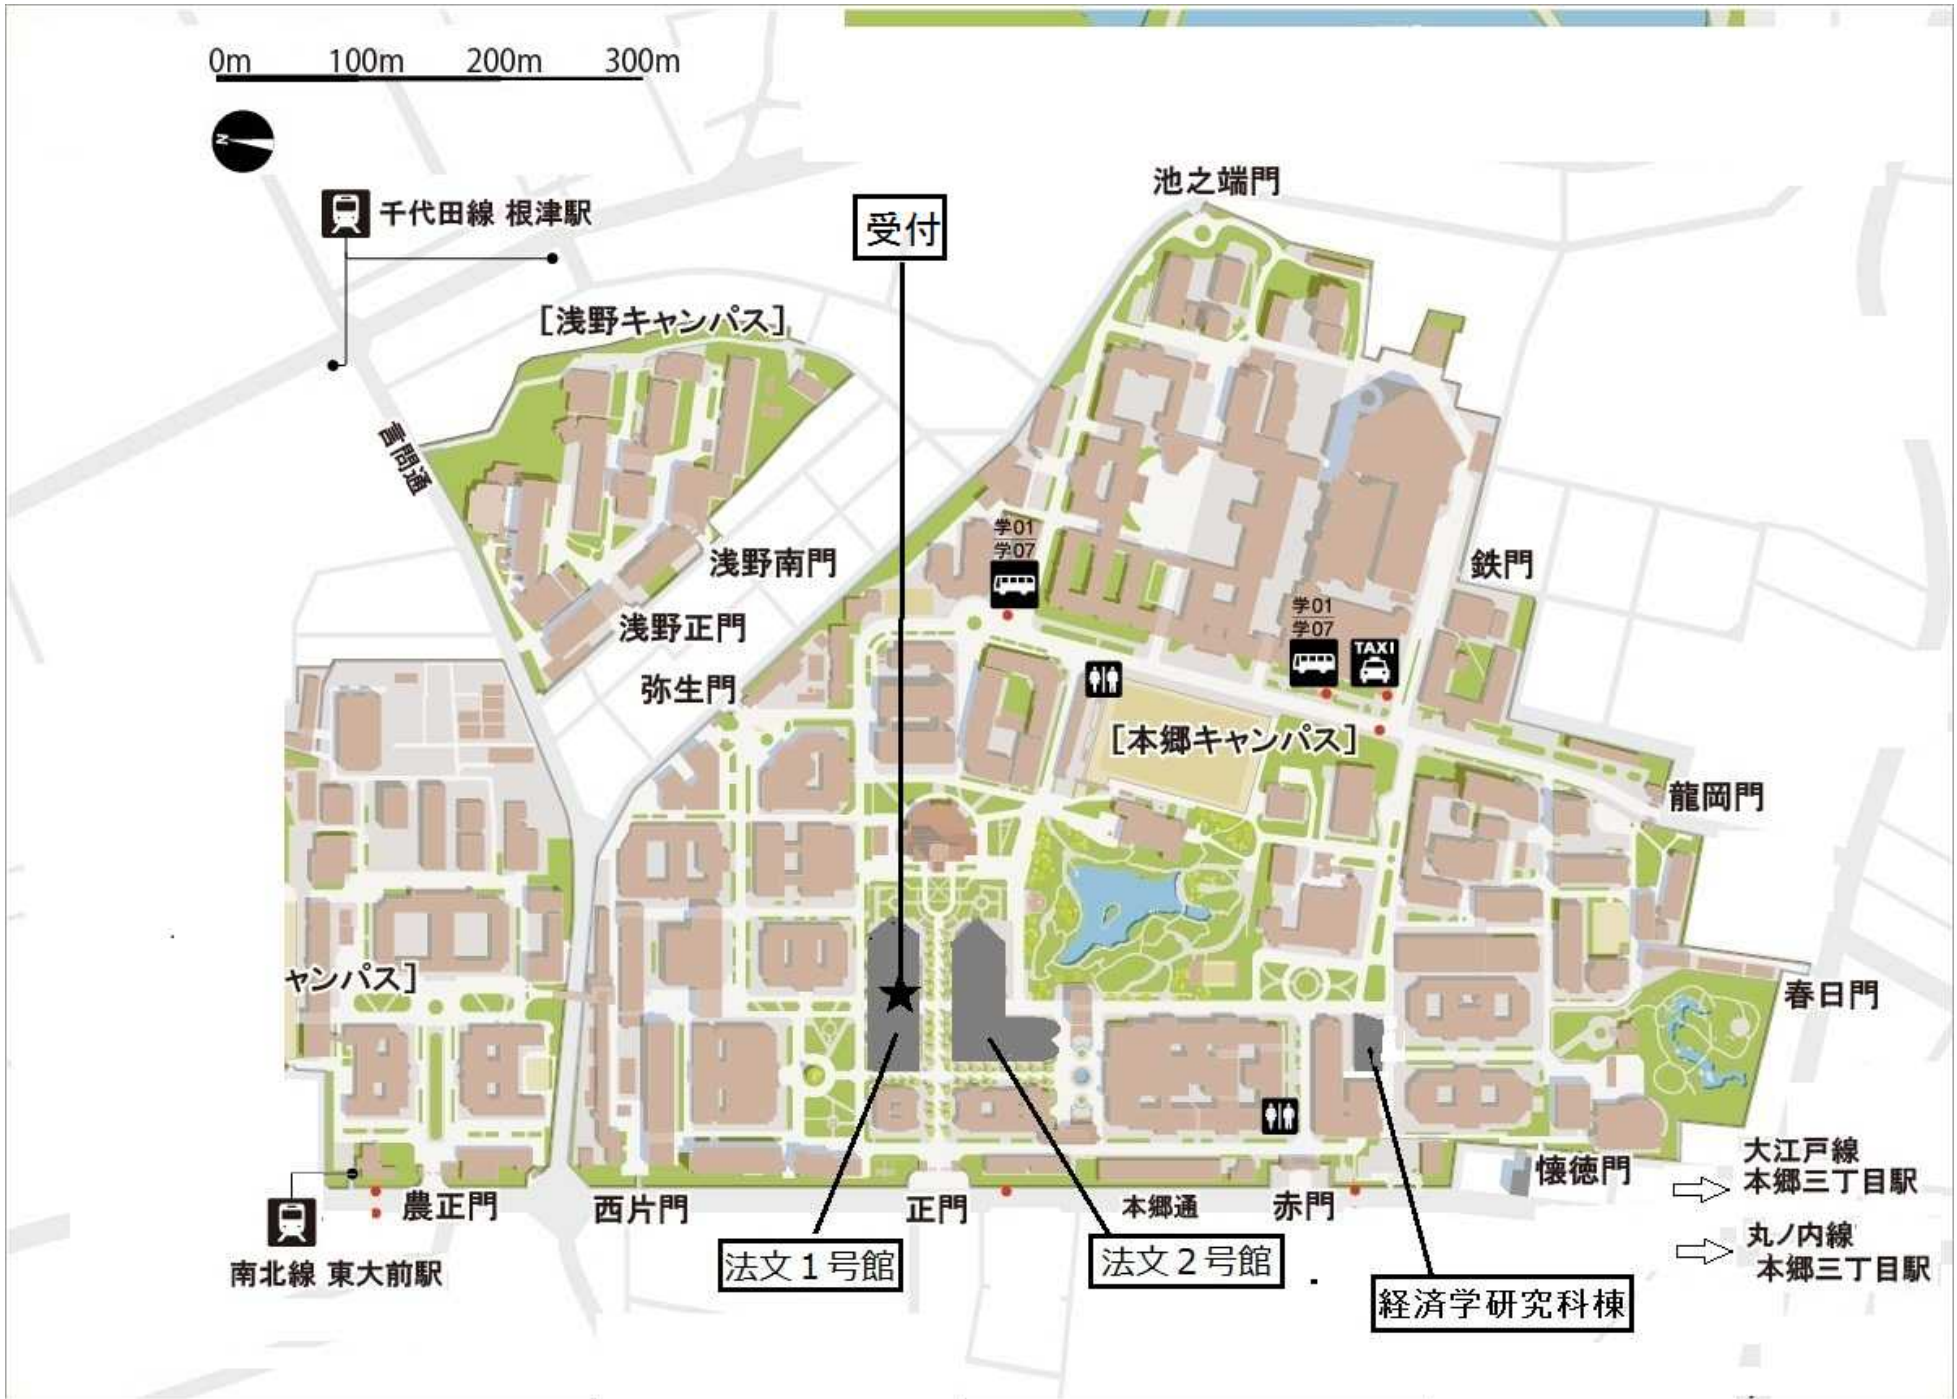 0m 100m 200m 300m
N
池之端門
千代田線 根津駅
受付
[浅野キャンパス]
言問通
学01
学07
浅野南門
鉄門
学01
学07
浅野正門
TAXI
弥生門
[本郷キャンパス]
龍岡門
ャンパス]
春日門
大江戸線
本郷三丁目駅
懐徳門
農正門
西片門
正門
本郷通
赤門
丸ノ内線
本郷三丁目駅
法文1号館
法文2号館
南北線 東大前駅
経済学研究科棟